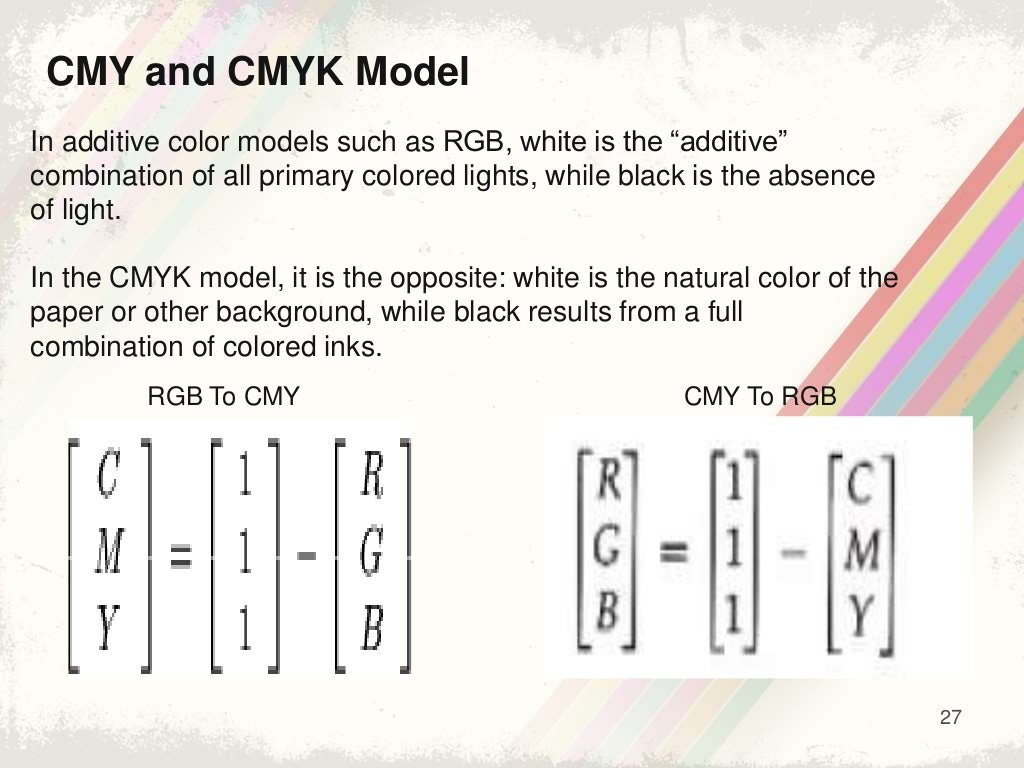 CMY and CMYK Model
In additive color models such as RGB, white is the “additive”
combination of all primary colored lights, while black is the absence
of light.
In the CMYK model, it is the opposite: white is the natural color of the
paper or other background, while black results from a full
combination of colored inks.
RGB To CMY
C 1 R
M = 1 - G
Y 1 B
CMY To RGB
R 1 C
G = 1 - M
B 1 Y
27